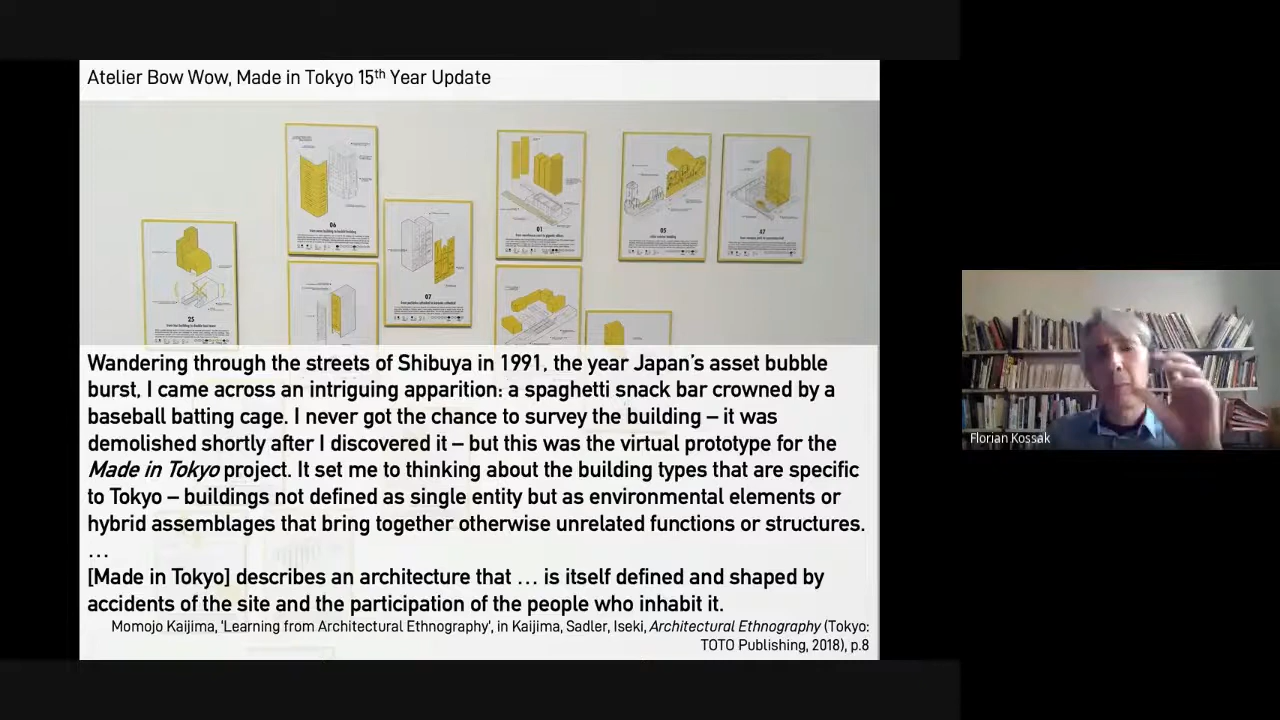 Atelier Bow Wow, Made in Tokyo 15th Year Update
06
01
05
47
07
25
Wandering through the streets of Shibuya in 1991, the year Japan’s asset bubble
burst, I came across an intriguing apparition: a spaghetti snack bar crowned by a
baseball batting cage. I never got the chance to survey the building – it was
demolished shortly after I discovered it – but this was the virtual prototype for the
Made in Tokyo project. It set me to thinking about the building types that are specific
to Tokyo – buildings not defined as single entity but as environmental elements or
hybrid assemblages that bring together otherwise unrelated functions or structures.
…
[Made in Tokyo] describes an architecture that … is itself defined and shaped by
accidents of the site and the participation of the people who inhabit it.
Momojo Kaijima, 'Learning from Architectural Ethnography', in Kaijima, Sadler, Iseki, Architectural Ethnography (Tokyo:
TOTO Publishing, 2018), p.8
Florian Kossak